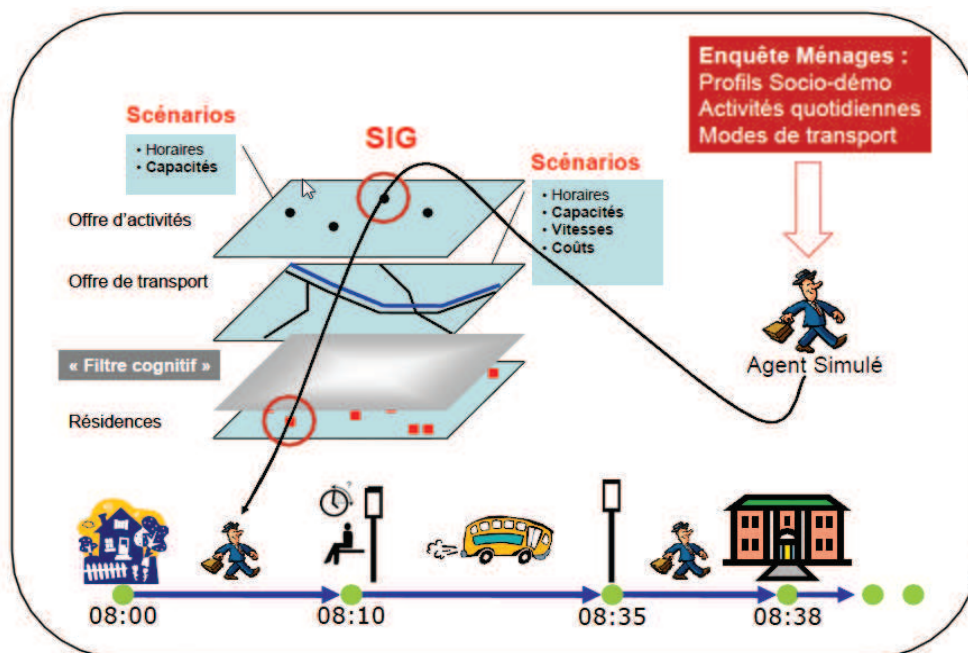 Enquête Ménages :
Profils Socio-démo
Activités quotidiennes
Modes de transport
Scénarios
• Horaires
• Capacités
SIG
Scénarios
• Horaires
• Capacités
• Vitesses
• Coûts
Offre d'activités
Offre de transport
« Filtre cognitif »
Résidences
Agent Simulé
?
08:00
08:10
08:35
08:38